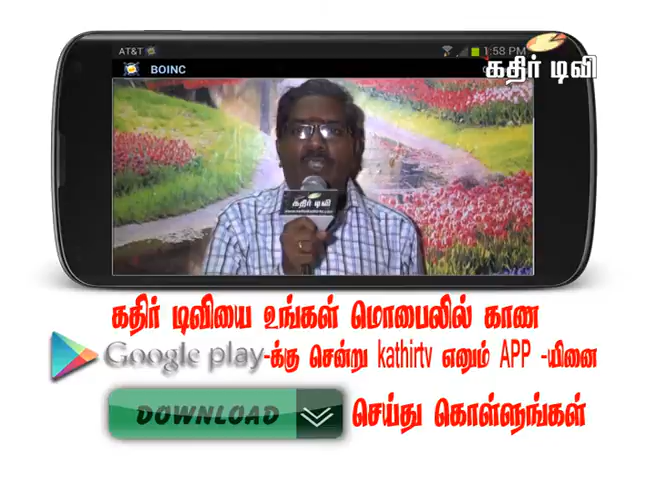 AT&T 1:58 PM
BOINC
கதிர் டிவி
கதிர் டிவி
கதிர் டிவியை உங்கள் மொபைலில் காண
Google play-க்கு சென்று kathirtv எனும் APP -யினை
DOWNLOAD செய்து கொள்ளுங்கள்